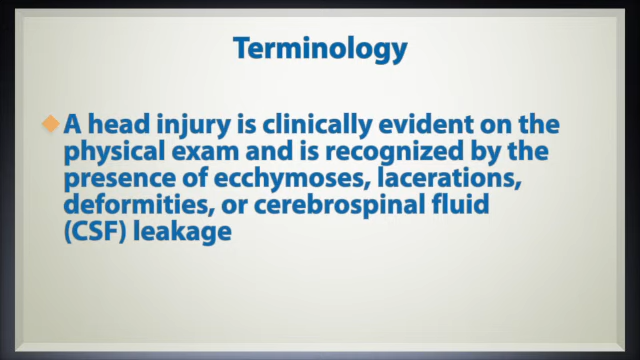 Terminology
A head injury is clinically evident on the
physical exam and is recognized by the
presence of ecchymoses, lacerations,
deformities, or cerebrospinal fluid
(CSF) leakage